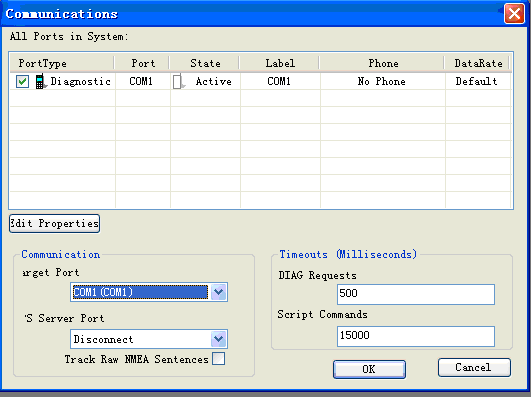 Communications
All Ports in System:
PortType Port State Label Phone DataRate
Diagnostic COM1 Active COM1 No Phone Default
Edit Properties
Communication
arget Port
COM1(COM1)
'S Server Port
Disconnect
Track Raw NMEA Sentences
Timeouts (Milliseconds)
DIAG Requests
500
Script Commands
15000
OK
Cancel